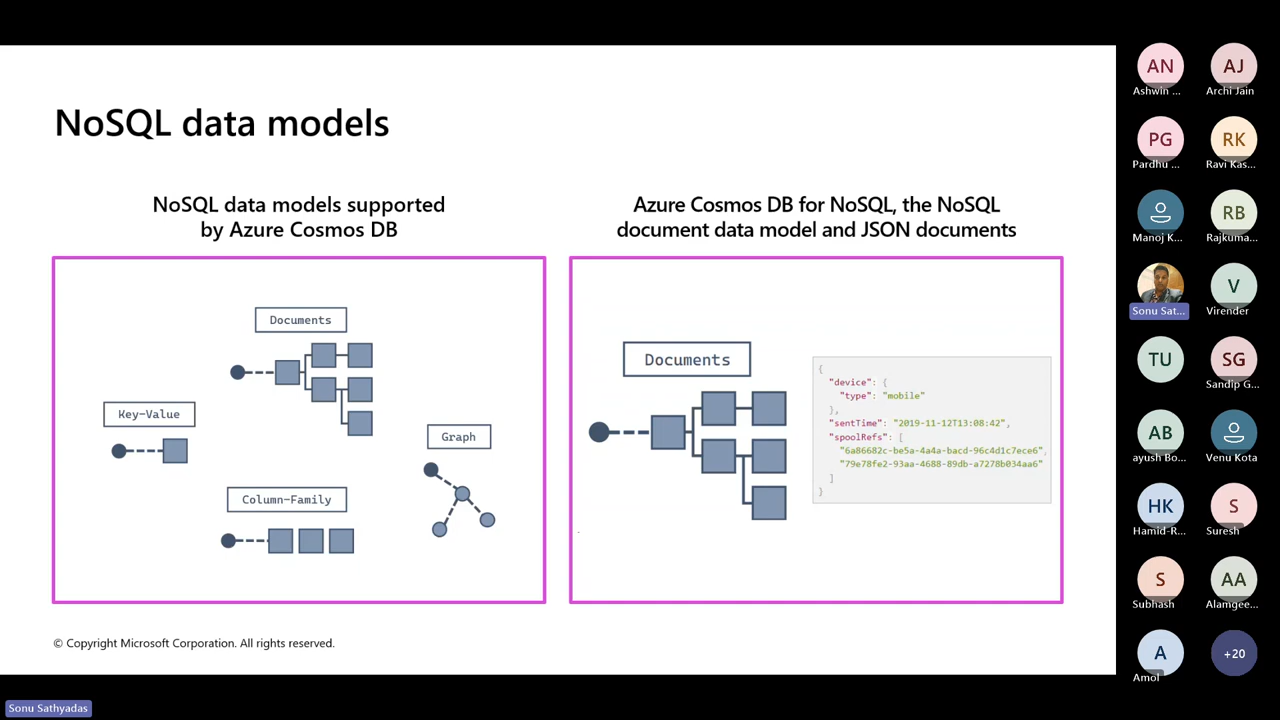 NoSQL data models
NoSQL data models supported
by Azure Cosmos DB
Documents
Key-Value
Graph
Column-Family
Azure Cosmos DB for NoSQL, the NoSQL
document data model and JSON documents
Documents
{
"device": {
"type": "mobile"
},
"sentTime": "2019-11-12T13:08:42",
"spoolRefs": [
"6a86682c-be5a-4a4a-bacd-96c4d1c7ece6",
"79e78fe2-93aa-4688-89db-a7278b034aa6"
]
}
© Copyright Microsoft Corporation. All rights reserved.
AN
Ashwin ...
AJ
Archi Jain
PG
Pardhu ...
RK
Ravi Kas...
Manoj K...
RB
Rajkuma...
Sonu Sat...
V
Virender
TU
SG
Sandip G...
AB
ayush Bo...
Venu Kota
HK
Hamid-R...
S
Suresh
S
Subhash
AA
Alamgee...
A
Amol
+20
Sonu Sathyadas